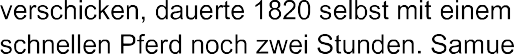 verschicken, dauerte 1820 selbst mit einem
schnellen Pferd noch zwei Stunden. Samue